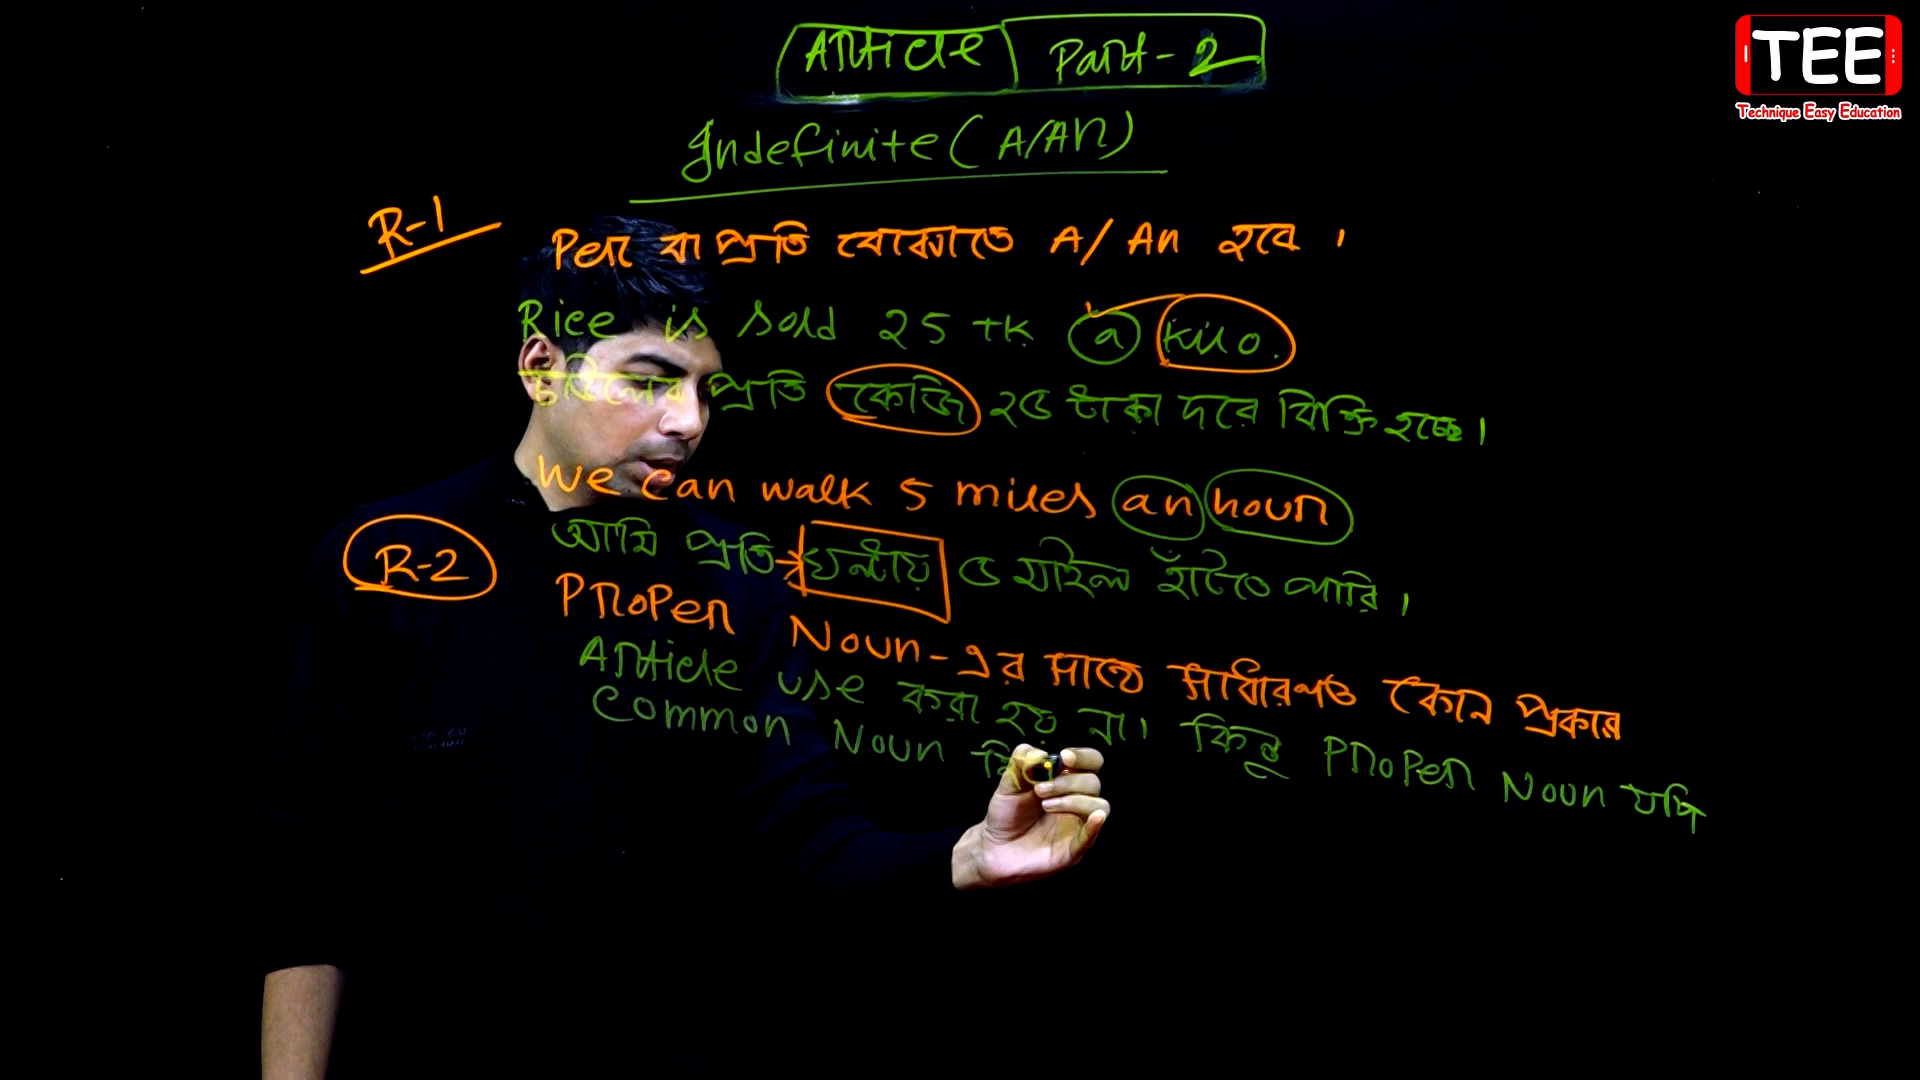 Article Part-2
TEE
Technique Easy Education
Indefinite (A/An)
R-1
Per বা প্রতি বোঝাতে A/An হবে।
Rice is sold 25 tk a kilo.
চাউলের প্রতি কেজি ২৫ টাকা দরে বিক্রি হচ্ছে।
We can walk 5 miles an hour
আমি প্রতি ঘন্টায় ৫ মাইল হাঁটতে পারি।
R-2
Proper Noun-এর সাথে সাধারণত কোন প্রকার
Article use করা হয় না। কিন্তু Proper Noun যদি
Common Noun